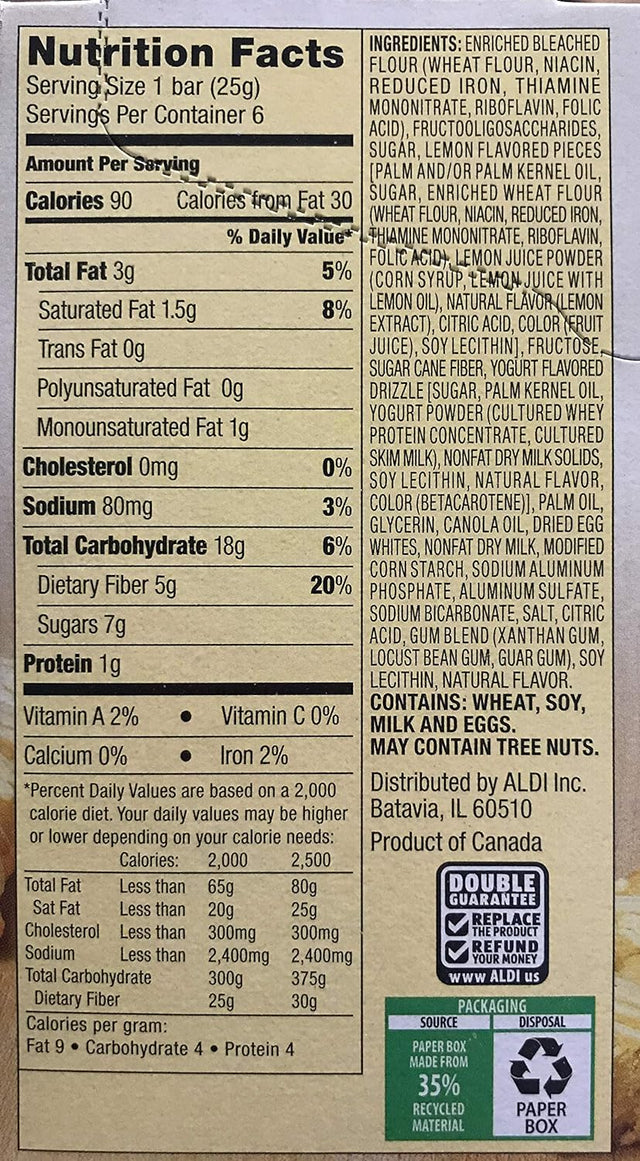 Nutrition Facts
Serving Size 1 bar (25g)
Servings Per Container 6
Amount Per Serving
Calories 90 Calories from Fat 30
% Daily Value*
Total Fat 3g 5%
Saturated Fat 1.5g 8%
Trans Fat 0g
Polyunsaturated Fat 0g
Monounsaturated Fat 1g
Cholesterol 0mg 0%
Sodium 80mg 3%
Total Carbohydrate 18g 6%
Dietary Fiber 5g 20%
Sugars 7g
Protein 1g
Vitamin A 2% • Vitamin C 0%
Calcium 0% • Iron 2%
*Percent Daily Values are based on a 2,000
calorie diet. Your daily values may be higher
or lower depending on your calorie needs:
Calories: 2,000 2,500
Total Fat Less than 65g 80g
Sat Fat Less than 20g 25g
Cholesterol Less than 300mg 300mg
Sodium Less than 2,400mg 2,400mg
Total Carbohydrate 300g 375g
Dietary Fiber 25g 30g
Calories per gram:
Fat 9 • Carbohydrate 4 • Protein 4
INGREDIENTS: ENRICHED BLEACHED
FLOUR (WHEAT FLOUR, NIACIN,
REDUCED IRON, THIAMINE
MONONITRATE, RIBOFLAVIN, FOLIC
ACID), FRUCTOOLIGOSACCHARIDES,
SUGAR, LEMON FLAVORED PIECES
[PALM AND/OR PALM KERNEL OIL,
SUGAR, ENRICHED WHEAT FLOUR
(WHEAT FLOUR, NIACIN, REDUCED IRON,
THIAMINE MONONITRATE, RIBOFLAVIN,
FOLIC ACID), LEMON JUICE POWDER
(CORN SYRUP, LEMON JUICE WITH
LEMON OIL), NATURAL FLAVOR (LEMON
EXTRACT), CITRIC ACID, COLOR (FRUIT
JUICE), SOY LECITHIN], FRUCTOSE,
SUGAR CANE FIBER, YOGURT FLAVORED
DRIZZLE [SUGAR, PALM KERNEL OIL,
YOGURT POWDER (CULTURED WHEY
PROTEIN CONCENTRATE, CULTURED
SKIM MILK), NONFAT DRY MILK SOLIDS,
SOY LECITHIN, NATURAL FLAVOR,
COLOR (BETACAROTENE)], PALM OIL,
GLYCERIN, CANOLA OIL, DRIED EGG
WHITES, NONFAT DRY MILK, MODIFIED
CORN STARCH, SODIUM ALUMINUM
PHOSPHATE, ALUMINUM SULFATE,
SODIUM BICARBONATE, SALT, CITRIC
ACID, GUM BLEND (XANTHAN GUM,
LOCUST BEAN GUM, GUAR GUM), SOY
LECITHIN, NATURAL FLAVOR.
CONTAINS: WHEAT, SOY,
MILK AND EGGS.
MAY CONTAIN TREE NUTS.
Distributed by ALDI Inc.
Batavia, IL 60510
Product of Canada
DOUBLE
GUARANTEE
REPLACE
THE PRODUCT
REFUND
YOUR MONEY
www ALDI us
PACKAGING
SOURCE DISPOSAL
PAPER BOX
MADE FROM
35%
RECYCLED
MATERIAL
PAPER
BOX